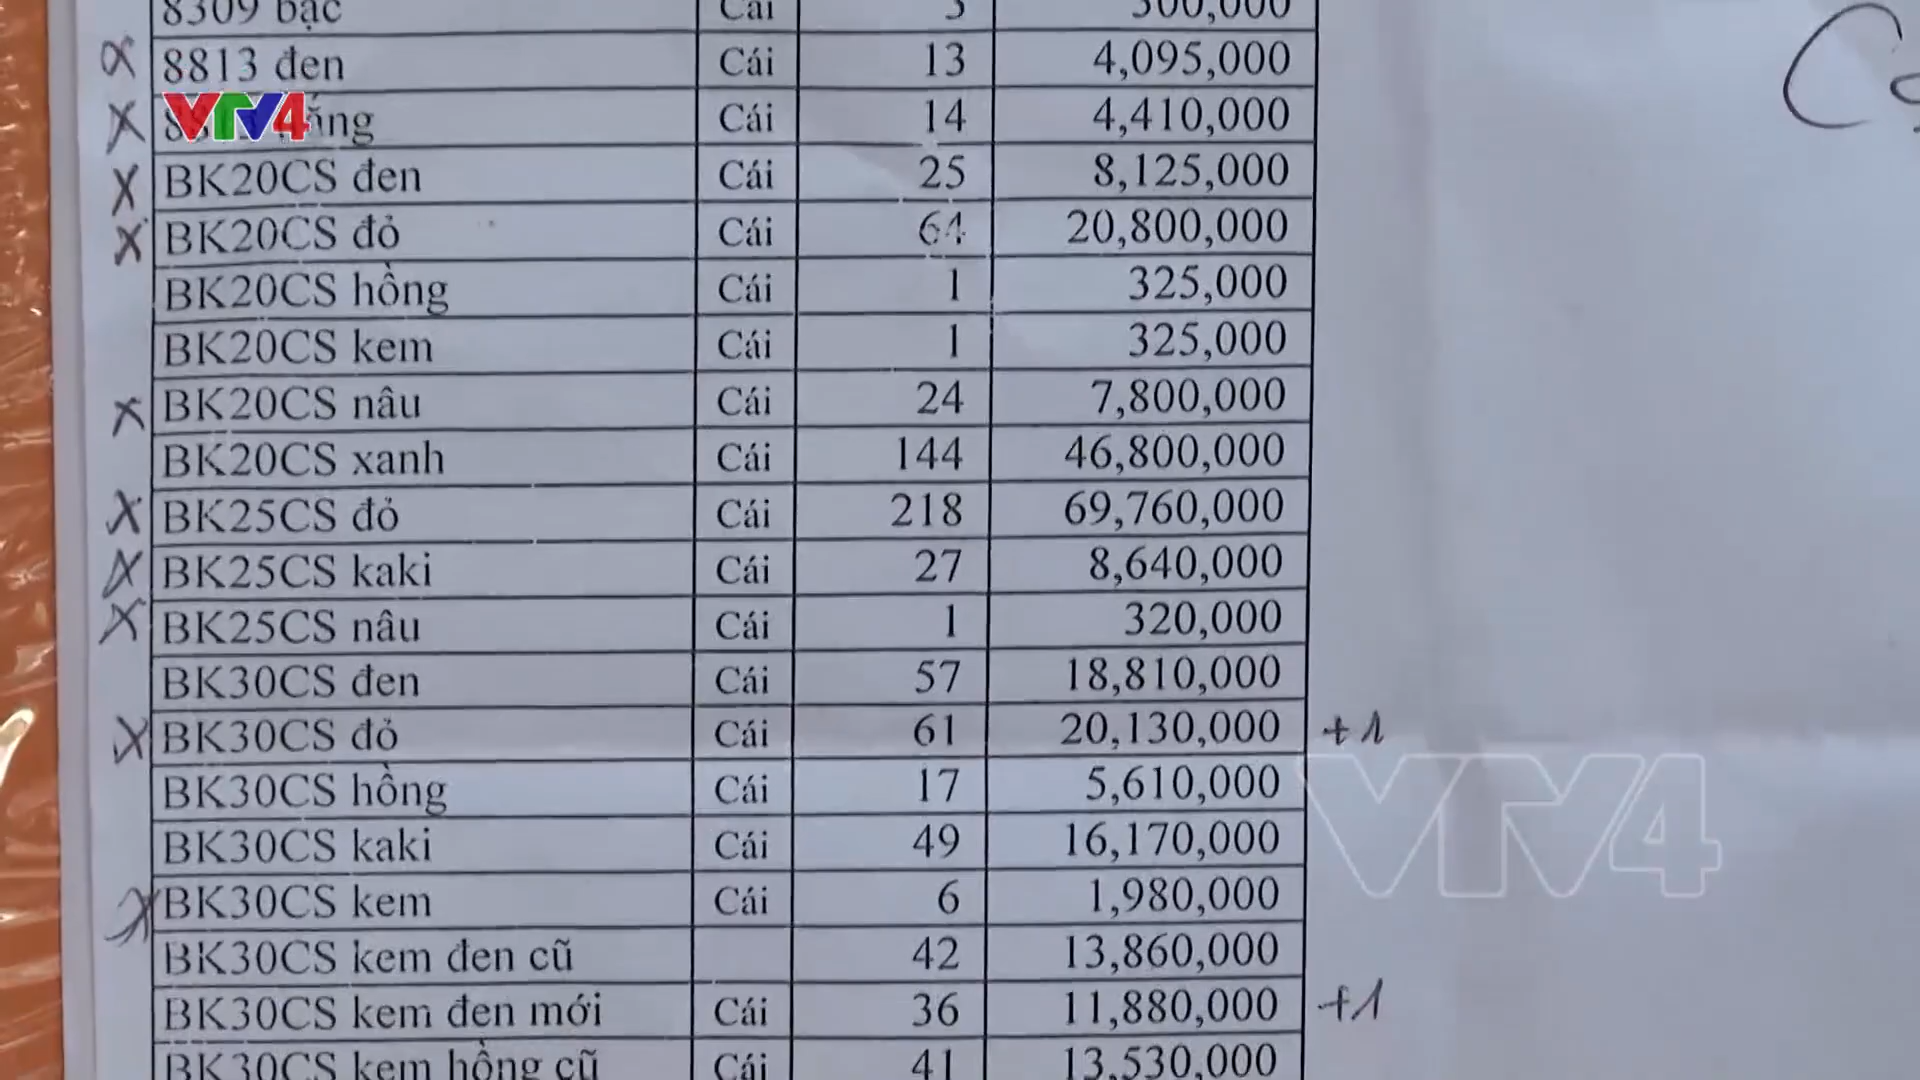 8309 bạc Cái 3 300,000
8813 đen Cái 13 4,095,000
VTV4 Cái 14 4,410,000
BK20CS đen Cái 25 8,125,000
BK20CS đỏ Cái 64 20,800,000
BK20CS hồng Cái 1 325,000
BK20CS kem Cái 1 325,000
BK20CS nâu Cái 24 7,800,000
BK20CS xanh Cái 144 46,800,000
BK25CS đỏ Cái 218 69,760,000
BK25CS kaki Cái 27 8,640,000
BK25CS nâu Cái 1 320,000
BK30CS đen Cái 57 18,810,000
BK30CS đỏ Cái 61 20,130,000 +1
BK30CS hồng Cái 17 5,610,000
VTV4
BK30CS kaki Cái 49 16,170,000
BK30CS kem Cái 6 1,980,000
BK30CS kem đen cũ 42 13,860,000
BK30CS kem đen mới Cái 36 11,880,000 +1
BK30CS kem hồng cũ Cái 41 13,530,000